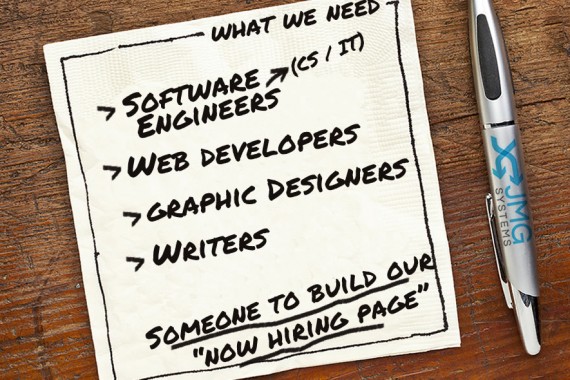 WHAT WE NEED
> SOFTWARE (CS / IT)
ENGINEERS
> WEB DEVELOPERS
> GRAPHIC DESIGNERS
> WRITERS
SOMEONE TO BUILD OUR
"NOW HIRING PAGE"
JMG
SYSTEMS